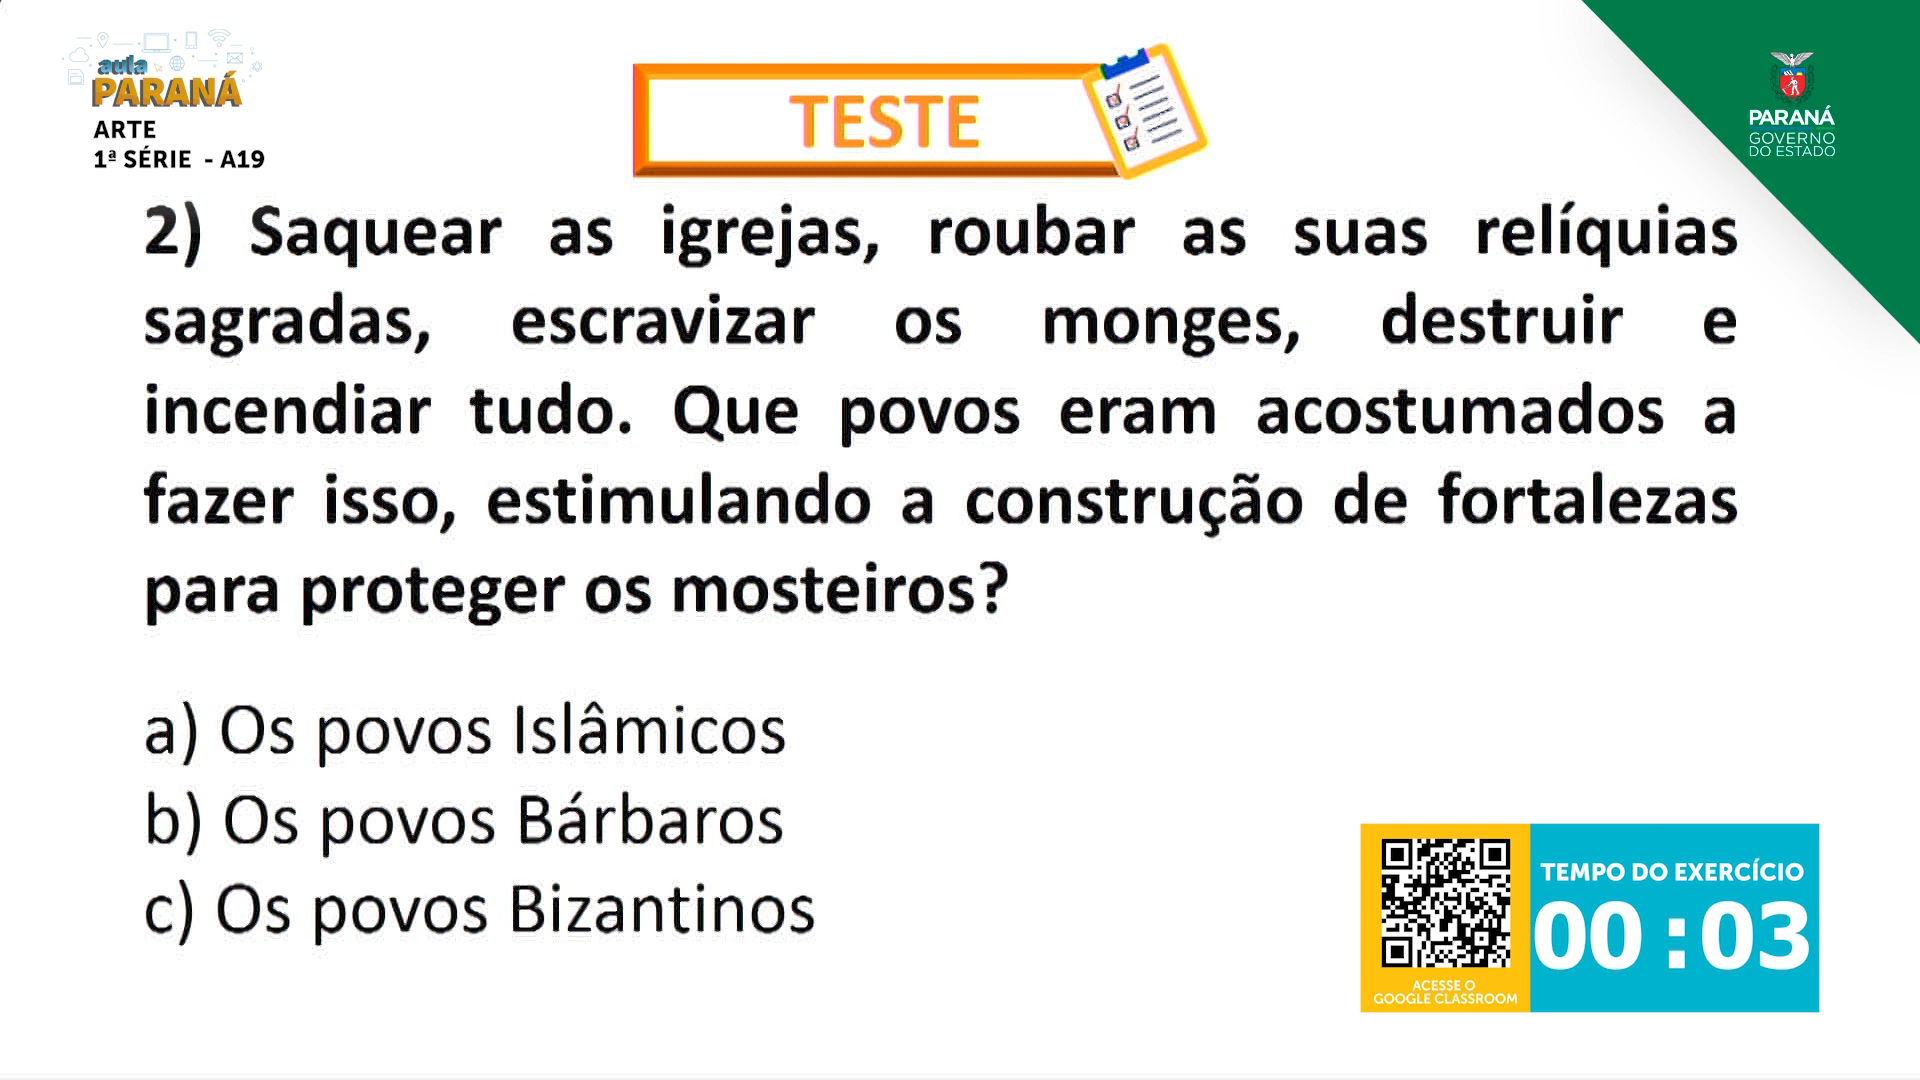 aula
PARANÁ
ARTE
1ª SÉRIE - A19
TESTE
PARANÁ
GOVERNO
DO ESTADO
2) Saquear as igrejas, roubar as suas relíquias
sagradas, escravizar os monges, destruir e
incendiar tudo. Que povos eram acostumados a
fazer isso, estimulando a construção de fortalezas
para proteger os mosteiros?
a) Os povos Islâmicos
b) Os povos Bárbaros
c) Os povos Bizantinos
TEMPO DO EXERCÍCIO
00:03
ACESSE O
GOOGLE CLASSROOM